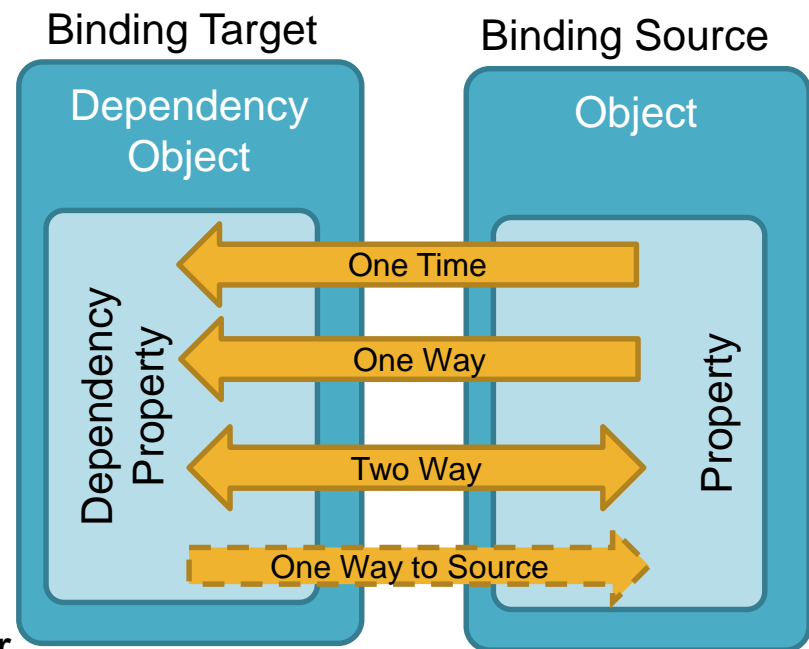 Binding Target
Binding Source
Dependency
Object
Object
Dependency
Property
One Time
One Way
Two Way
One Way to Source
Property
r